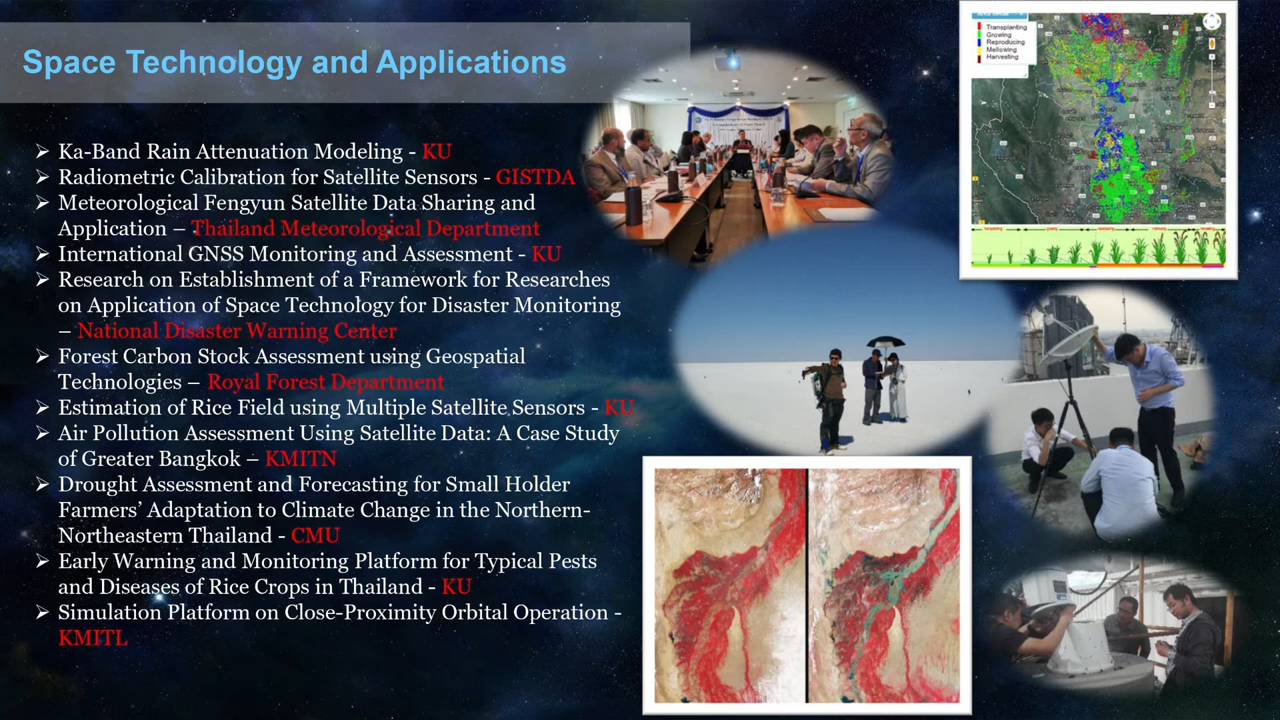 Space Technology and Applications
➢ Ka-Band Rain Attenuation Modeling - KU
➢ Radiometric Calibration for Satellite Sensors - GISTDA
➢ Meteorological Fengyun Satellite Data Sharing and
Application – Thailand Meteorological Department
➢ International GNSS Monitoring and Assessment - KU
➢ Research on Establishment of a Framework for Researches
on Application of Space Technology for Disaster Monitoring
– National Disaster Warning Center
➢ Forest Carbon Stock Assessment using Geospatial
Technologies – Royal Forest Department
➢ Estimation of Rice Field using Multiple Satellite Sensors - KU
➢ Air Pollution Assessment Using Satellite Data: A Case Study
of Greater Bangkok – KMITN
➢ Drought Assessment and Forecasting for Small Holder
Farmers’ Adaptation to Climate Change in the Northern-
Northeastern Thailand - CMU
➢ Early Warning and Monitoring Platform for Typical Pests
and Diseases of Rice Crops in Thailand - KU
➢ Simulation Platform on Close-Proximity Orbital Operation -
KMITL
Transplanting
Growing
Reproducing
Mellowing
Harvesting